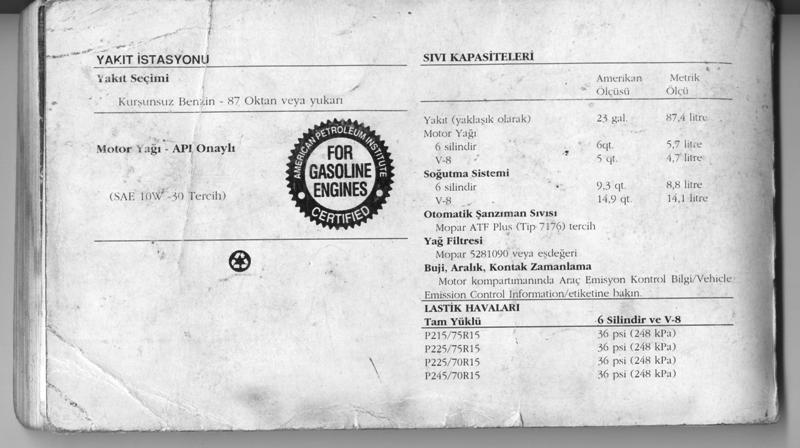 YAKIT İSTASYONU
Yakıt Seçimi
Kurşunsuz Benzin - 87 Oktan veya yukarı
Motor Yağı - API Onaylı
(SAE 10W -30 Tercih)
AMERICAN PETROLEUM INSTITUTE
FOR
GASOLINE
ENGINES
CERTIFIED
SIVI KAPASİTELERİ
Amerikan Metrik
Ölçüsü Ölçü
Yakıt (yaklaşık olarak) 23 gal. 87,4 litre
Motor Yağı
6 silindir 6qt. 5,7 litre
V-8 5 qt. 4,7 litre
Soğutma Sistemi
6 silindir 9,3 qt. 8,8 litre
V-8 14,9 qt. 14,1 litre
Otomatik Şanzıman Sıvısı
Mopar ATF Plus (Tip 7176) tercih
Yağ Filtresi
Mopar 5281090 veya eşdeğeri
Buji, Aralık, Kontak Zamanlama
Motor kompartımanında Araç Emisyon Kontrol Bilgi/Vehicle
Emission Control Information/etiketine bakın.
LASTİK HAVALARI
Tam Yüklü 6 Silindir ve V-8
P215/75R15 36 psi (248 kPa)
P225/75R15 36 psi (248 kPa)
P225/70R15 36 psi (248 kPa)
P245/70R15 36 psi (248 kPa)